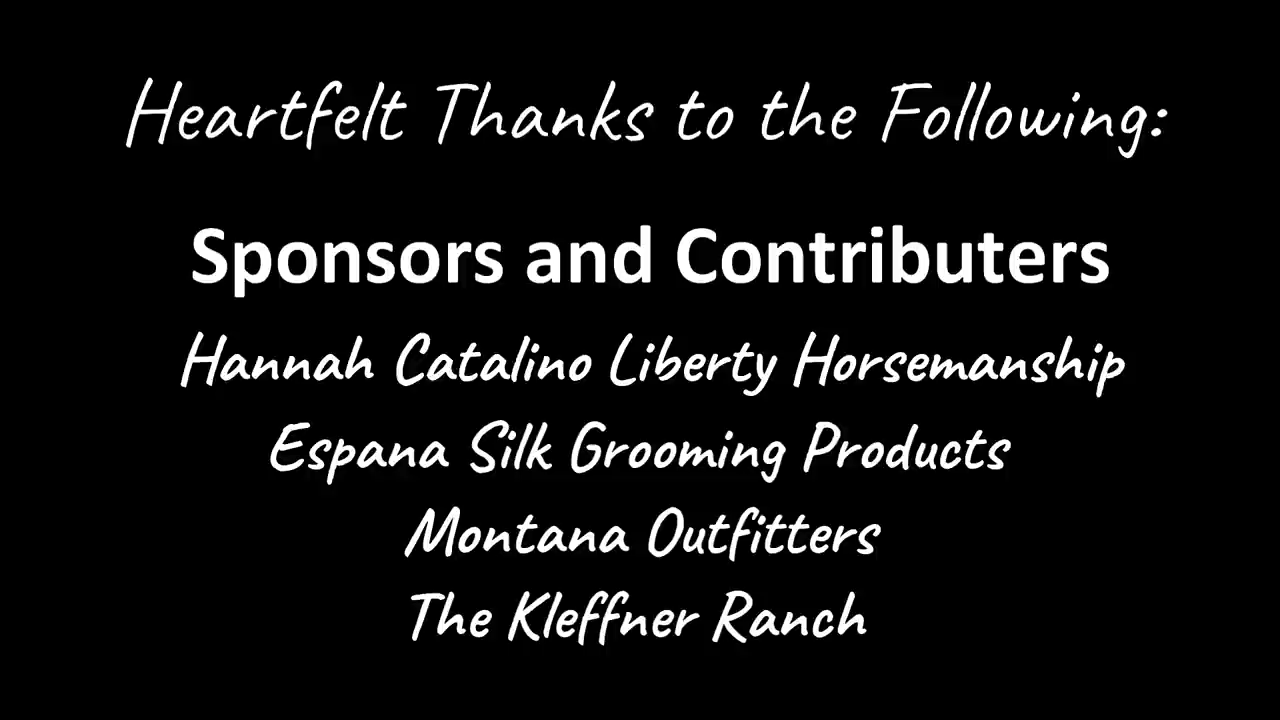 Heartfelt Thanks to the Following:
Sponsors and Contributers
Hannah Catalino Liberty Horsemanship
Espana Silk Grooming Products
Montana Outfitters
The Kleffner Ranch